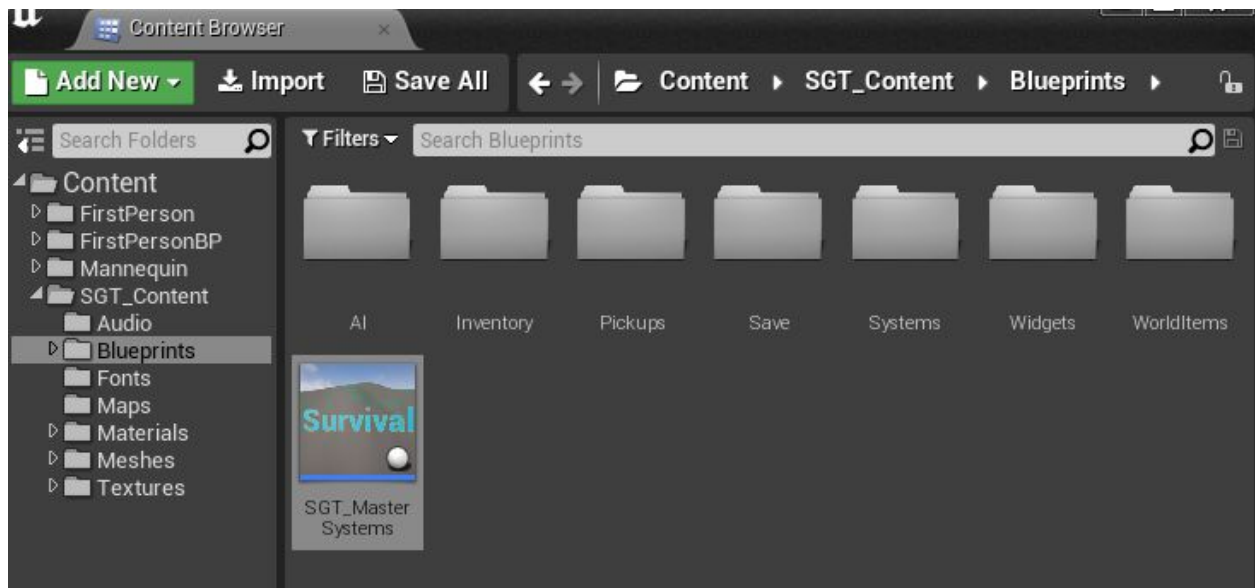 Content Browser
Add New Import Save All Content SGT_Content Blueprints
Search Folders
Filters Search Blueprints
Content
FirstPerson
FirstPersonBP
Mannequin
SGT_Content
Audio
Blueprints
Fonts
Maps
Materials
Meshes
Textures
AI Inventory Pickups Save Systems Widgets WorldItems
Survival
SGT_Master
Systems